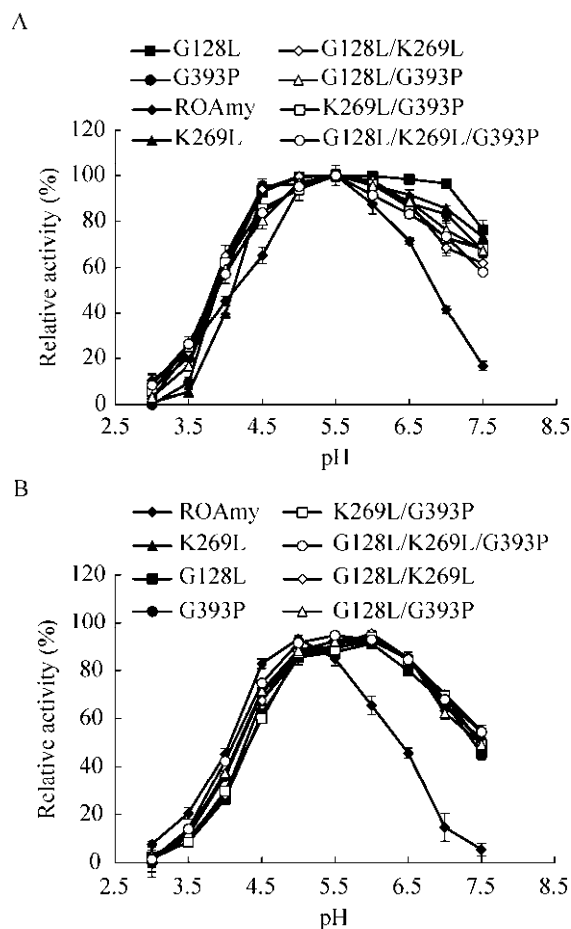 A
G128L
G128L/K269L
G393P
G128L/G393P
ROAmy
K269L/G393P
K269L
G128L/K269L/G393P
120
100
80
60
40
20
0
Relative activity (%)
2.5 3.5 4.5 5.5 6.5 7.5 8.5
pH
B
ROAmy
K269L/G393P
K269L
G128L/K269L/G393P
G128L
G128L/K269L
G393P
G128L/G393P
120
100
80
60
40
20
0
Relative activity (%)
2.5 3.5 4.5 5.5 6.5 7.5 8.5
pH